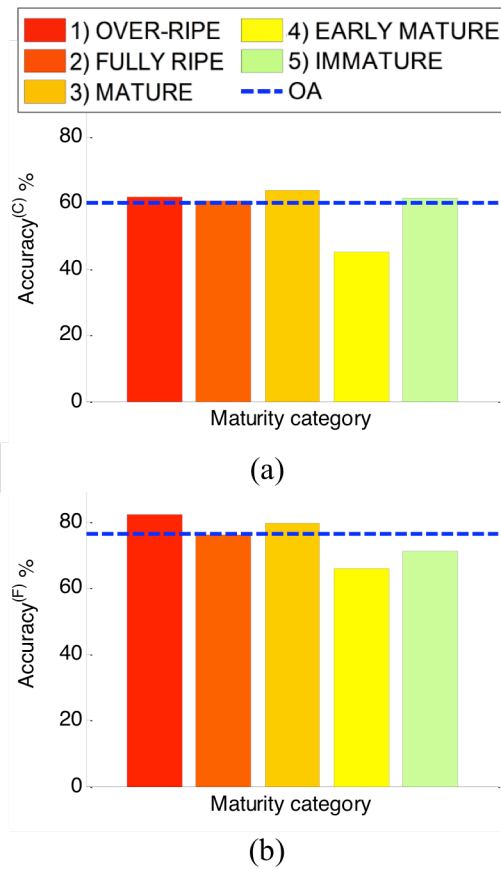 1) OVER-RIPE
2) FULLY RIPE
3) MATURE
4) EARLY MATURE
5) IMMATURE
OA
80
60
40
20
0
Accuracy(C) %
Maturity category
(a)
80
60
40
20
0
Accuracy(F) %
Maturity category
(b)